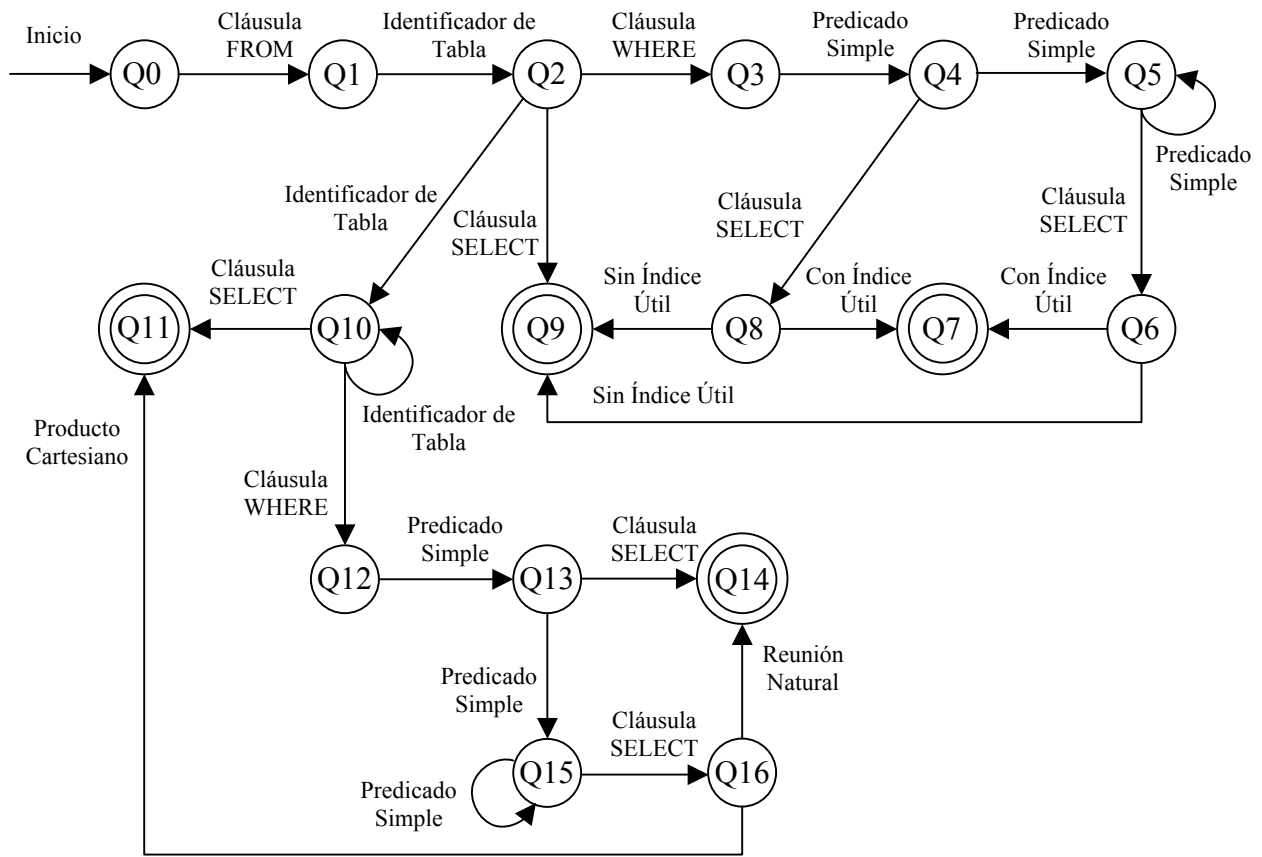 Inicio
Cláusula
FROM
Identificador de
Tabla
Cláusula
WHERE
Predicado
Simple
Predicado
Simple
Q0
Q1
Q2
Q3
Q4
Q5
Predicado
Simple
Identificador de
Tabla
Cláusula
SELECT
Cláusula
SELECT
Cláusula
SELECT
Cláusula
SELECT
Sin Índice
Útil
Con Índice
Útil
Con Índice
Útil
Q11
Q10
Q9
Q8
Q7
Q6
Sin Índice Útil
Identificador de
Tabla
Producto
Cartesiano
Cláusula
WHERE
Predicado
Simple
Cláusula
SELECT
Q12
Q13
Q14
Predicado
Simple
Reunión
Natural
Cláusula
SELECT
Q15
Q16
Predicado
Simple